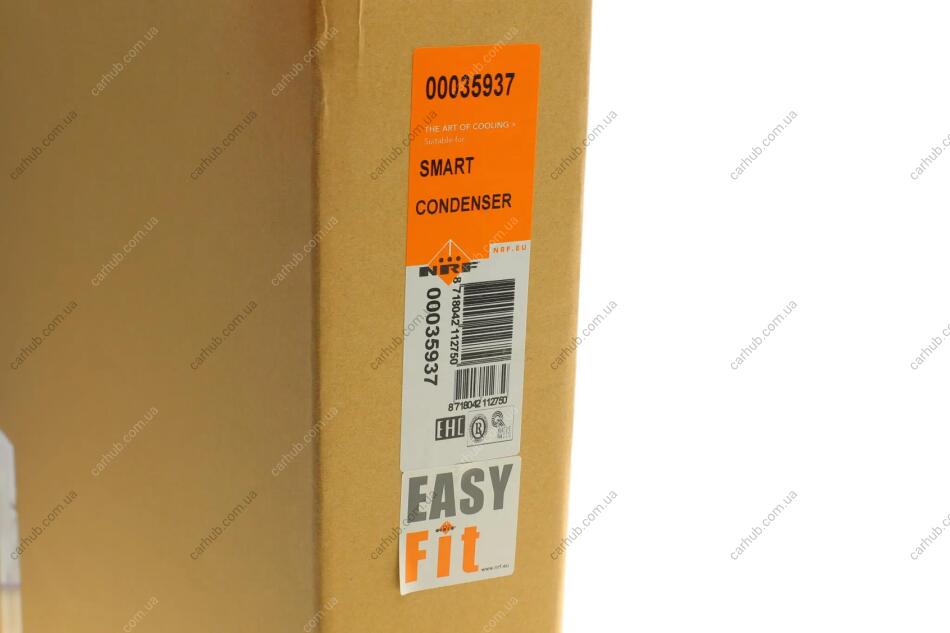 00035937
THE ART OF COOLING >
Suitable for
SMART
CONDENSER
NRF.EU
NRF
00035937
8 718042 112750
8 718042 112750
EAC
R
EASY
Fit
www.nrf.eu
carhub.com.ua